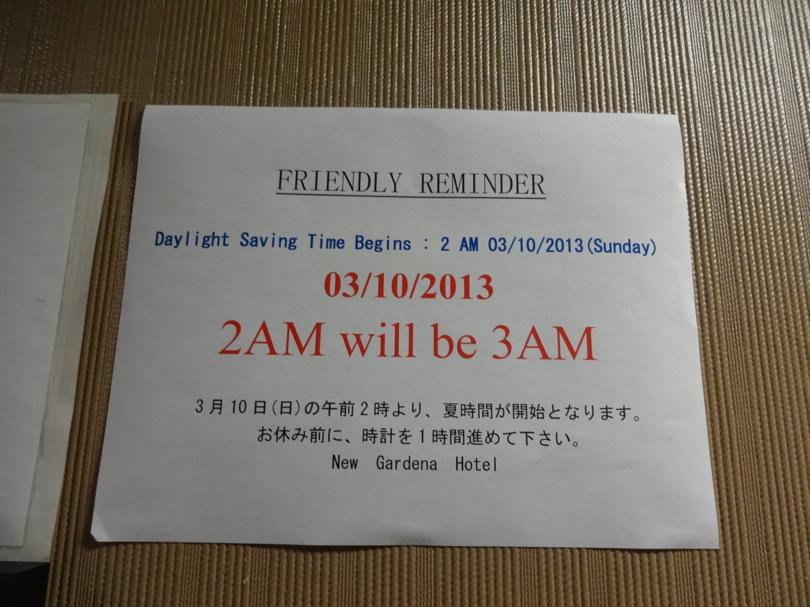 FRIENDLY REMINDER
Daylight Saving Time Begins : 2 AM 03/10/2013(Sunday)
03/10/2013
2AM will be 3AM
3月10日(日)の午前2時より、夏時間が開始となります。
お休み前に、時計を1時間進めて下さい。
New Gardena Hotel